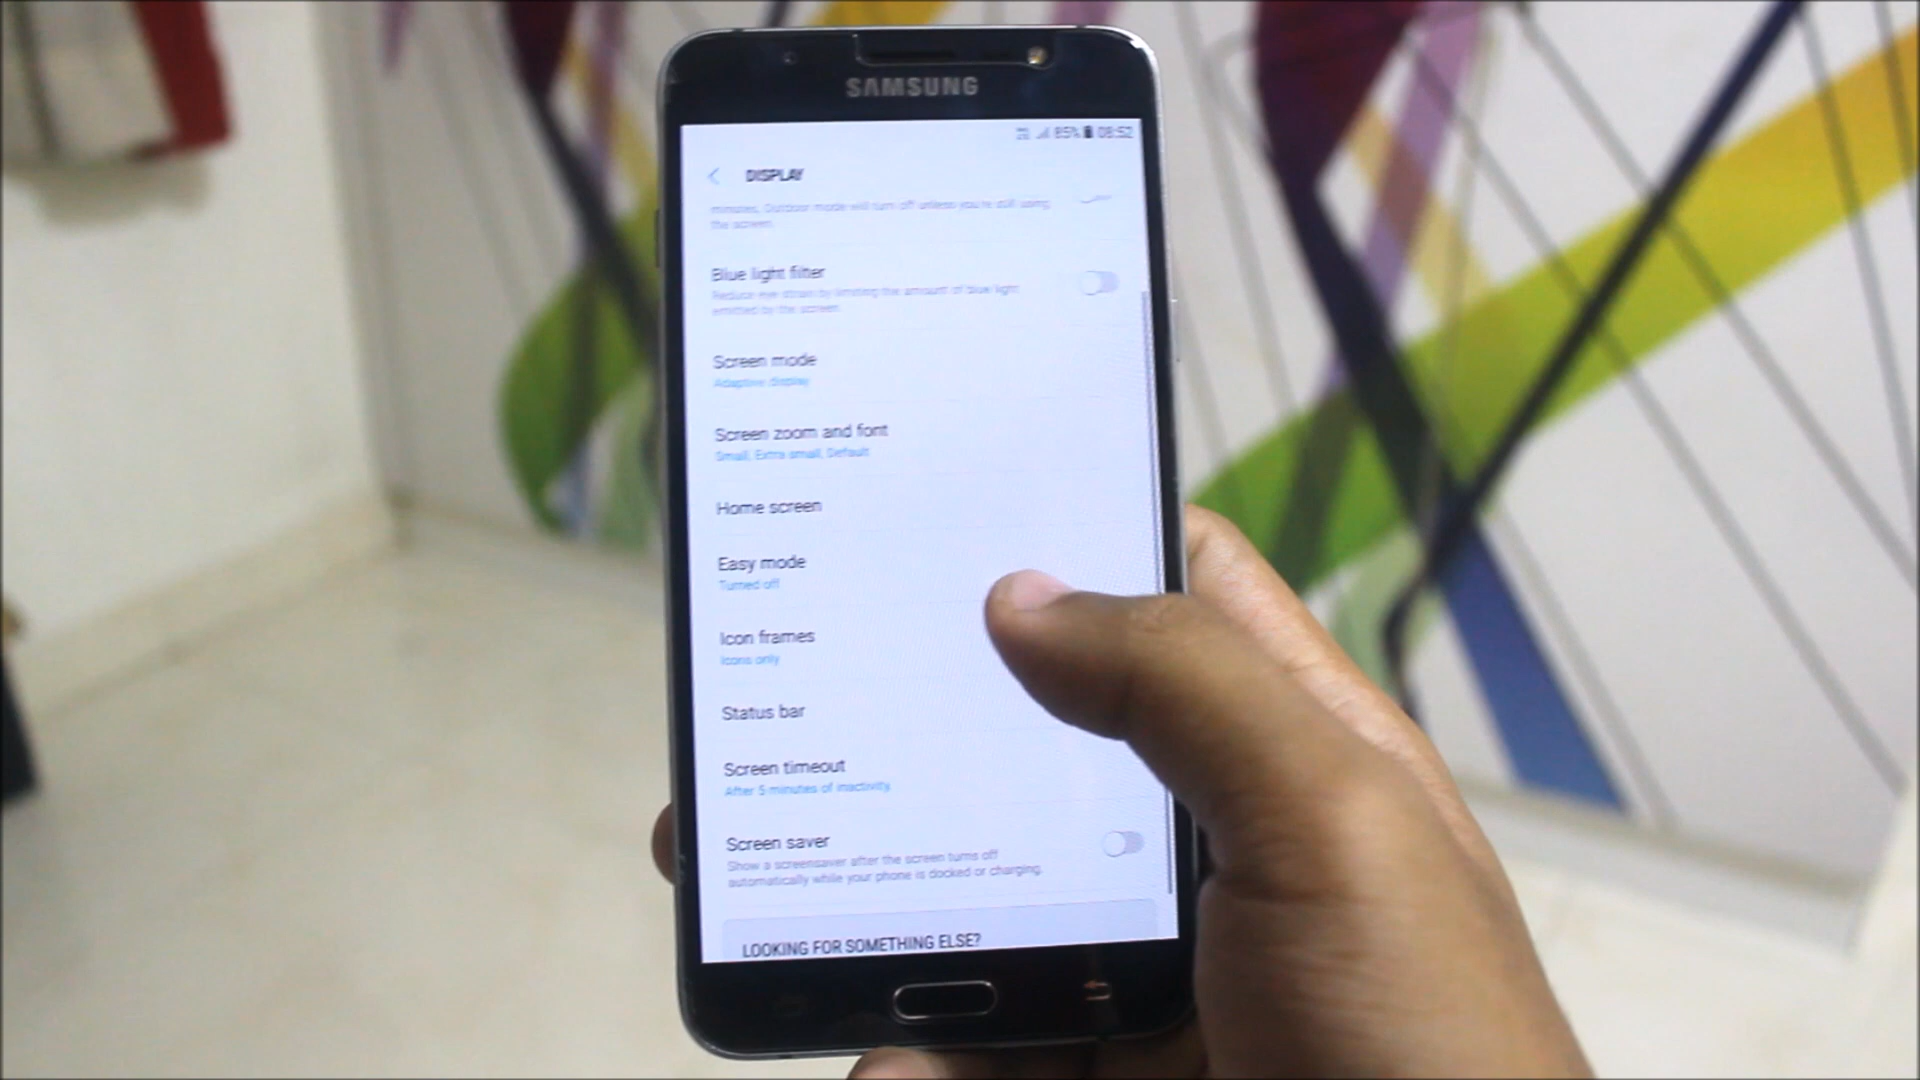 SAMSUNG
85% 08:52
DISPLAY
minutes, Outdoor mode will turn off unless you're still using
the screen.
Blue light filter
Reduce eye strain by limiting the amount of blue light
emitted by the screen.
Screen mode
Adaptive display
Screen zoom and font
Small, Extra small, Default
Home screen
Easy mode
Turned off
Icon frames
Icons only
Status bar
Screen timeout
After 5 minutes of inactivity
Screen saver
Show a screensaver after the screen turns off
automatically while your phone is docked or charging.
LOOKING FOR SOMETHING ELSE?